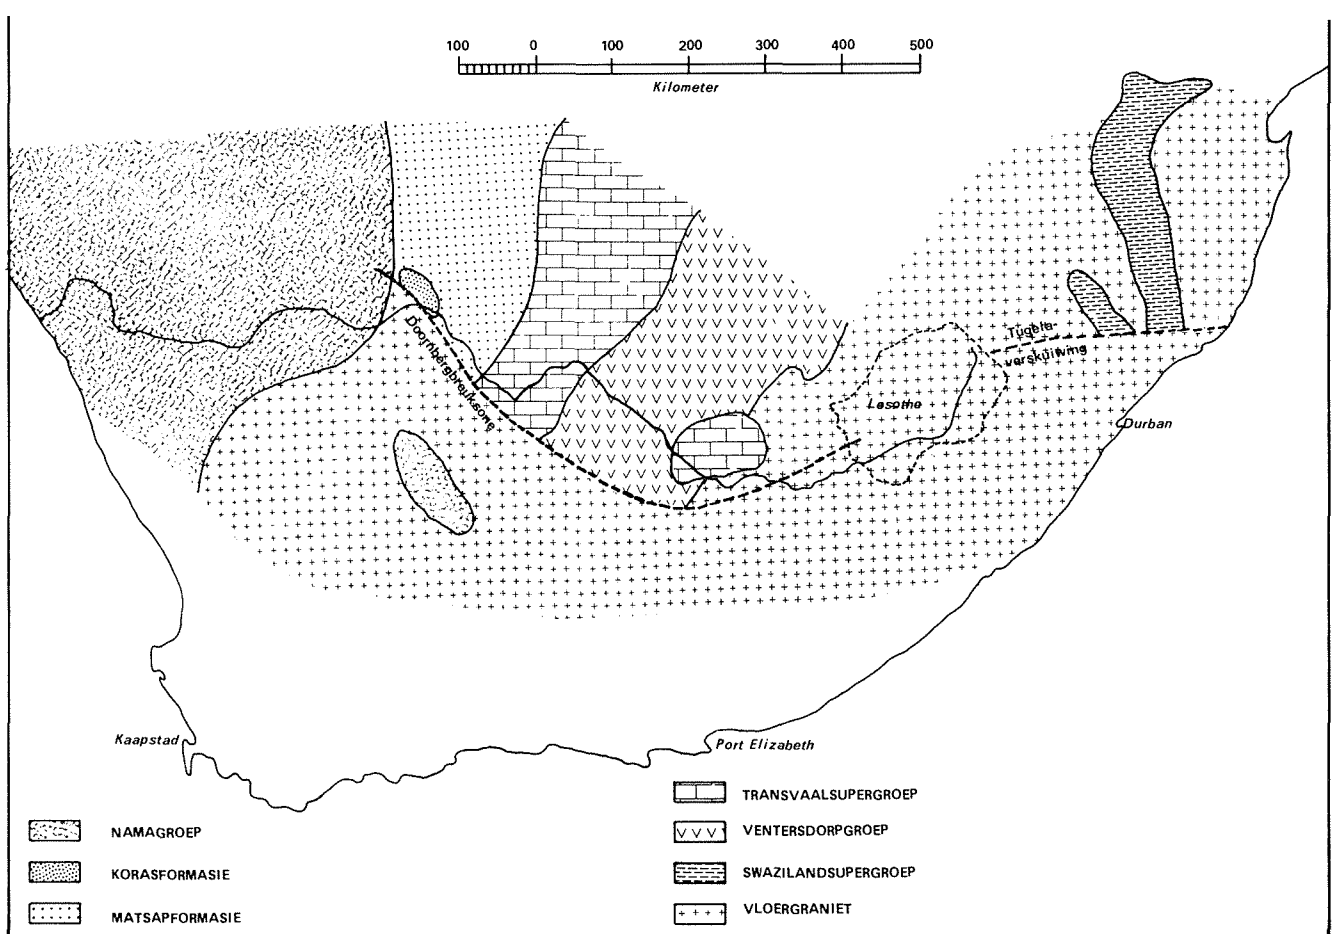 100 0 100 200 300 400 500
Kilometer
Doornbergbreuksone
Tugela
verskuiwing
Lesotho
Durban
Kaapstad
Port Elizabeth
NAMAGROEP
KORASFORMASIE
MATSAPFORMASIE
TRANSVAALSUPERGROEP
VENTERSDORPGROEP
SWAZILANDSUPERGROEP
VLOERGRANIET